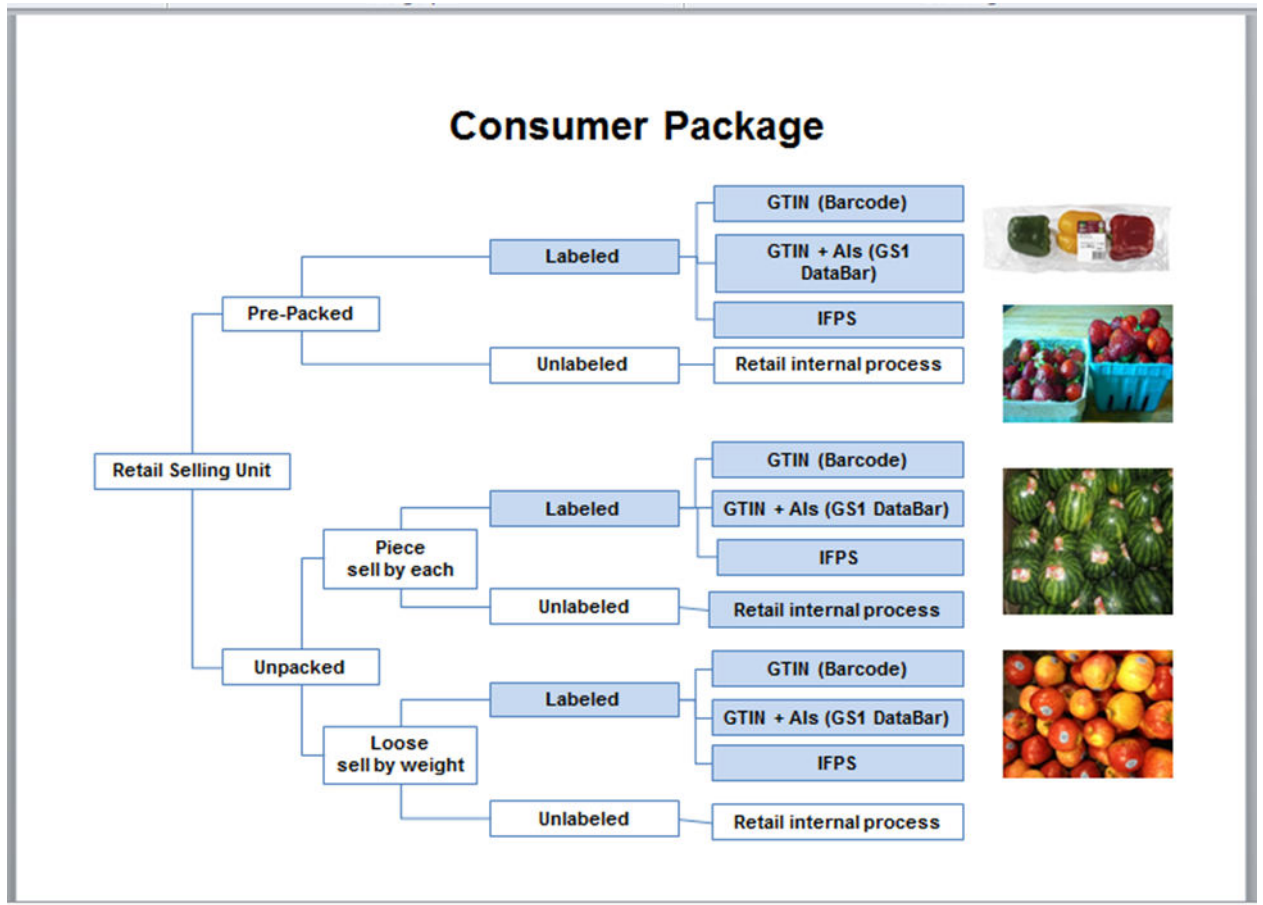 Consumer Package
GTIN (Barcode)
Labeled
GTIN + AIs (GS1
DataBar)
Pre-Packed
IFPS
Unlabeled
Retail internal process
Retail Selling Unit
GTIN (Barcode)
Labeled
GTIN + AIs (GS1 DataBar)
Piece
sell by each
IFPS
Unlabeled
Retail internal process
Unpacked
GTIN (Barcode)
Labeled
GTIN + AIs (GS1 DataBar)
Loose
sell by weight
IFPS
Unlabeled
Retail internal process